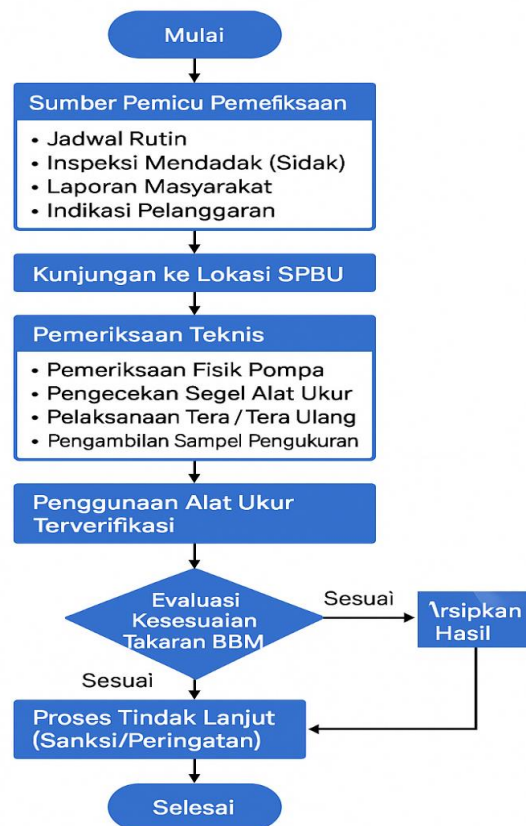 Mulai
Sumber Pemicu Pemefiksaan
• Jadwal Rutin
• Inspeksi Mendadak (Sidak)
• Laporan Masyarakat
• Indikasi Pelanggaran
Kunjungan ke Lokasi SPBU
Pemeriksaan Teknis
• Pemeriksaan Fisik Pompa
• Pengecekan Segel Alat Ukur
• Pelaksanaan Tera / Tera Ulang
• Pengambilan Sampel Pengukuran
Penggunaan Alat Ukur
Terverifikasi
Evaluasi
Kesesuaian
Takaran BBM
Sesuai
Hasil
Sesuai
Proses Tindak Lanjut
(Sanksi/Peringatan)
Selesai